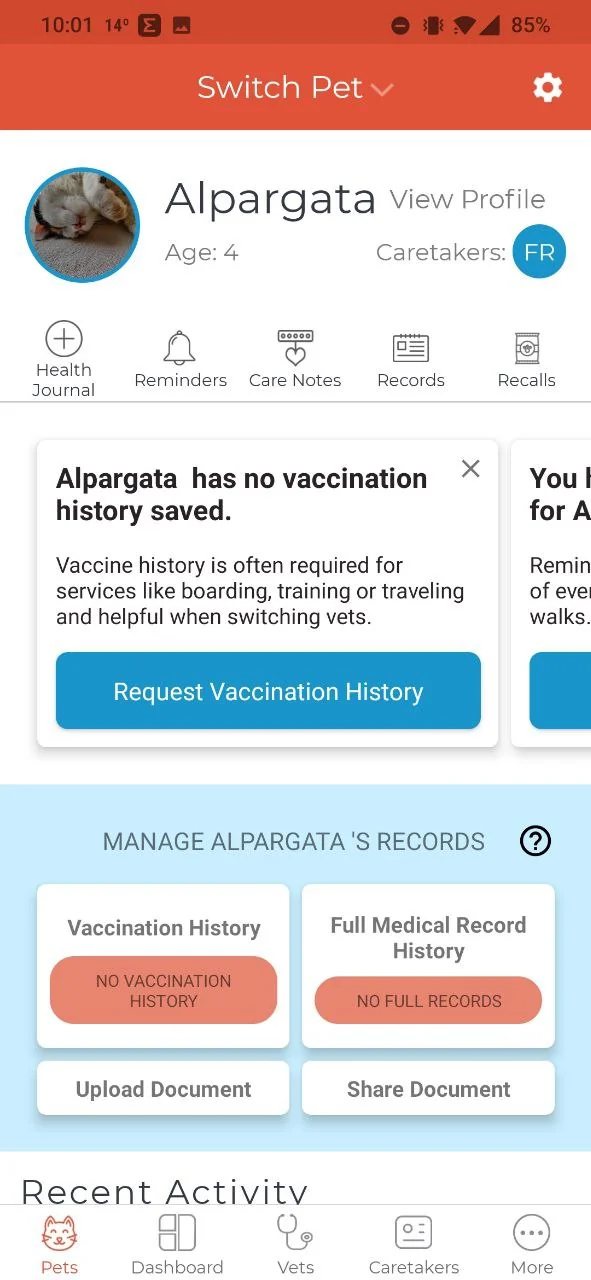 10:01 14° 85%
Switch Pet
Alpargata View Profile
Age: 4 Caretakers: FR
Health Journal
Reminders
Care Notes
Records
Recalls
Alpargata  has no vaccination
history saved.
Vaccine history is often required for
services like boarding, training or traveling
and helpful when switching vets.
Request Vaccination History
You
for A
Remin
of eve
walks.
MANAGE ALPARGATA 'S RECORDS
Vaccination History
NO VACCINATION
HISTORY
Full Medical Record
History
NO FULL RECORDS
Upload Document
Share Document
Recent Activity
Pets
Dashboard
Vets
Caretakers
More